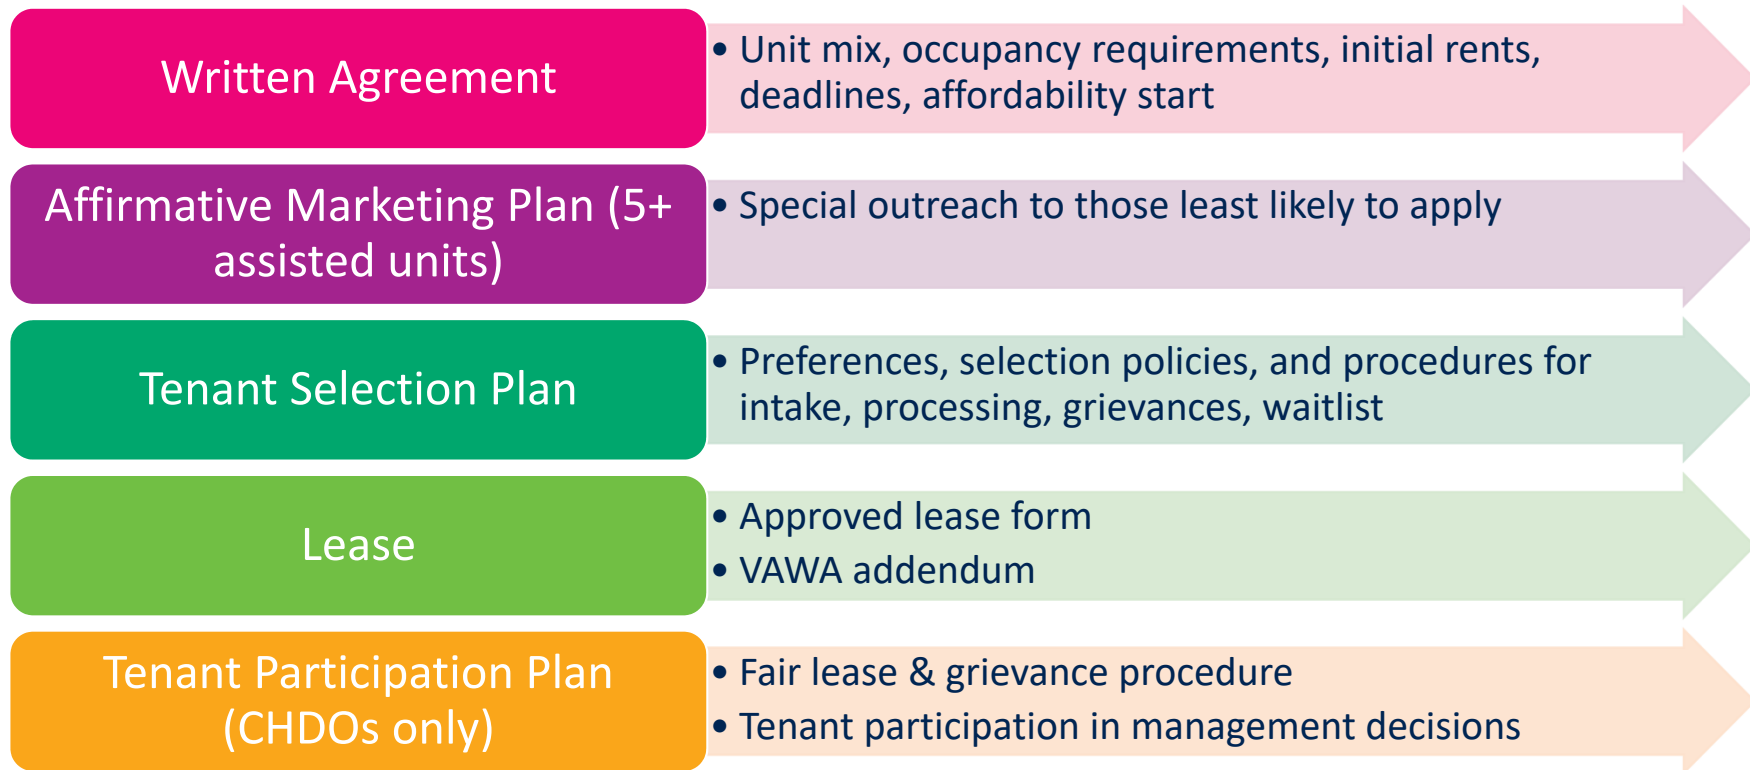 Written Agreement
• Unit mix, occupancy requirements, initial rents,
deadlines, affordability start
Affirmative Marketing Plan (5+
assisted units)
• Special outreach to those least likely to apply
Tenant Selection Plan
• Preferences, selection policies, and procedures for
intake, processing, grievances, waitlist
Lease
• Approved lease form
• VAWA addendum
Tenant Participation Plan
(CHDOs only)
• Fair lease & grievance procedure
• Tenant participation in management decisions